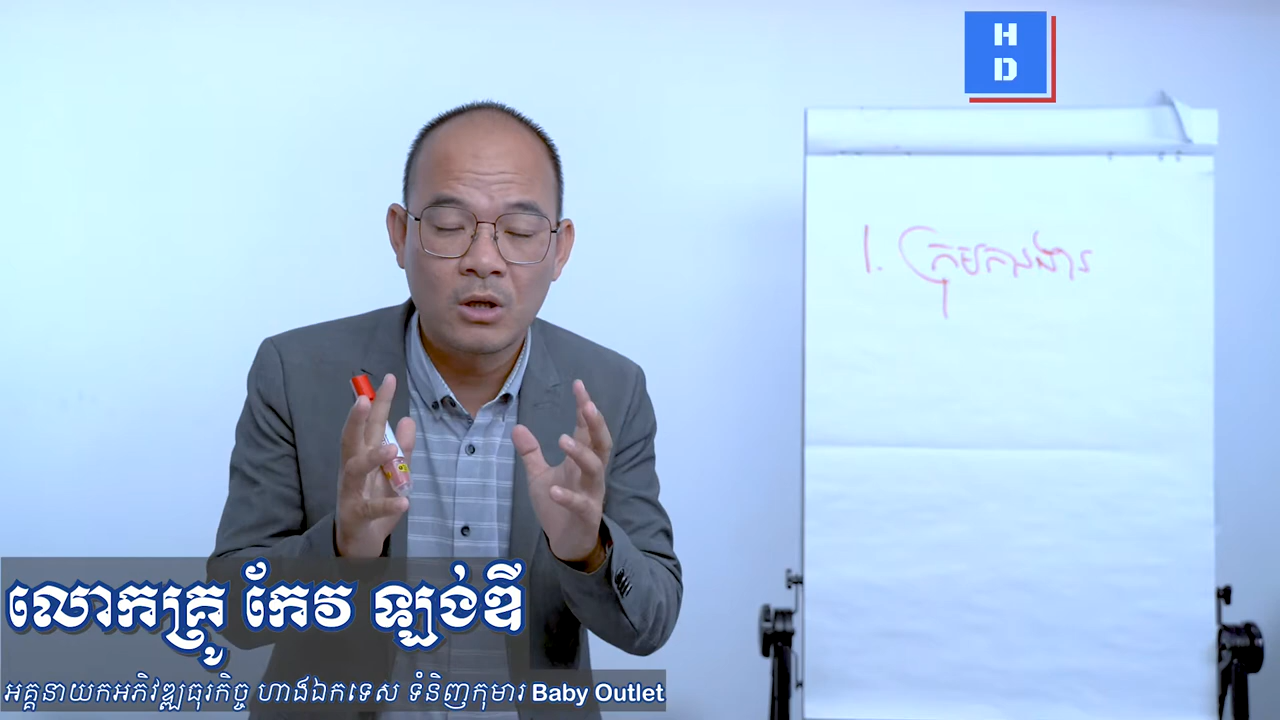 H
D
1. ក្រុមការងារ
លោកគ្រូ កែវ ឡុង់ឌី
អគ្គនាយកអភិវឌ្ឍធុរកិច្ច ហាងឯកទេស ទំនិញកុមារ Baby Outlet